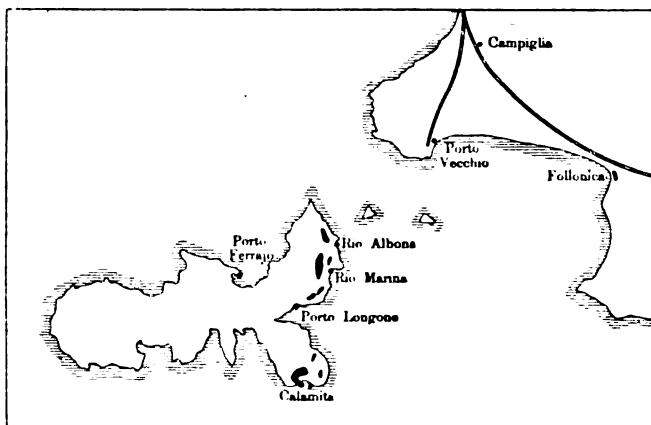 Campiglia
Porto
Vecchio
Follonica
Porto
Ferrajo
Rio Albona
Rio Marina
Porto Longone
Calamita